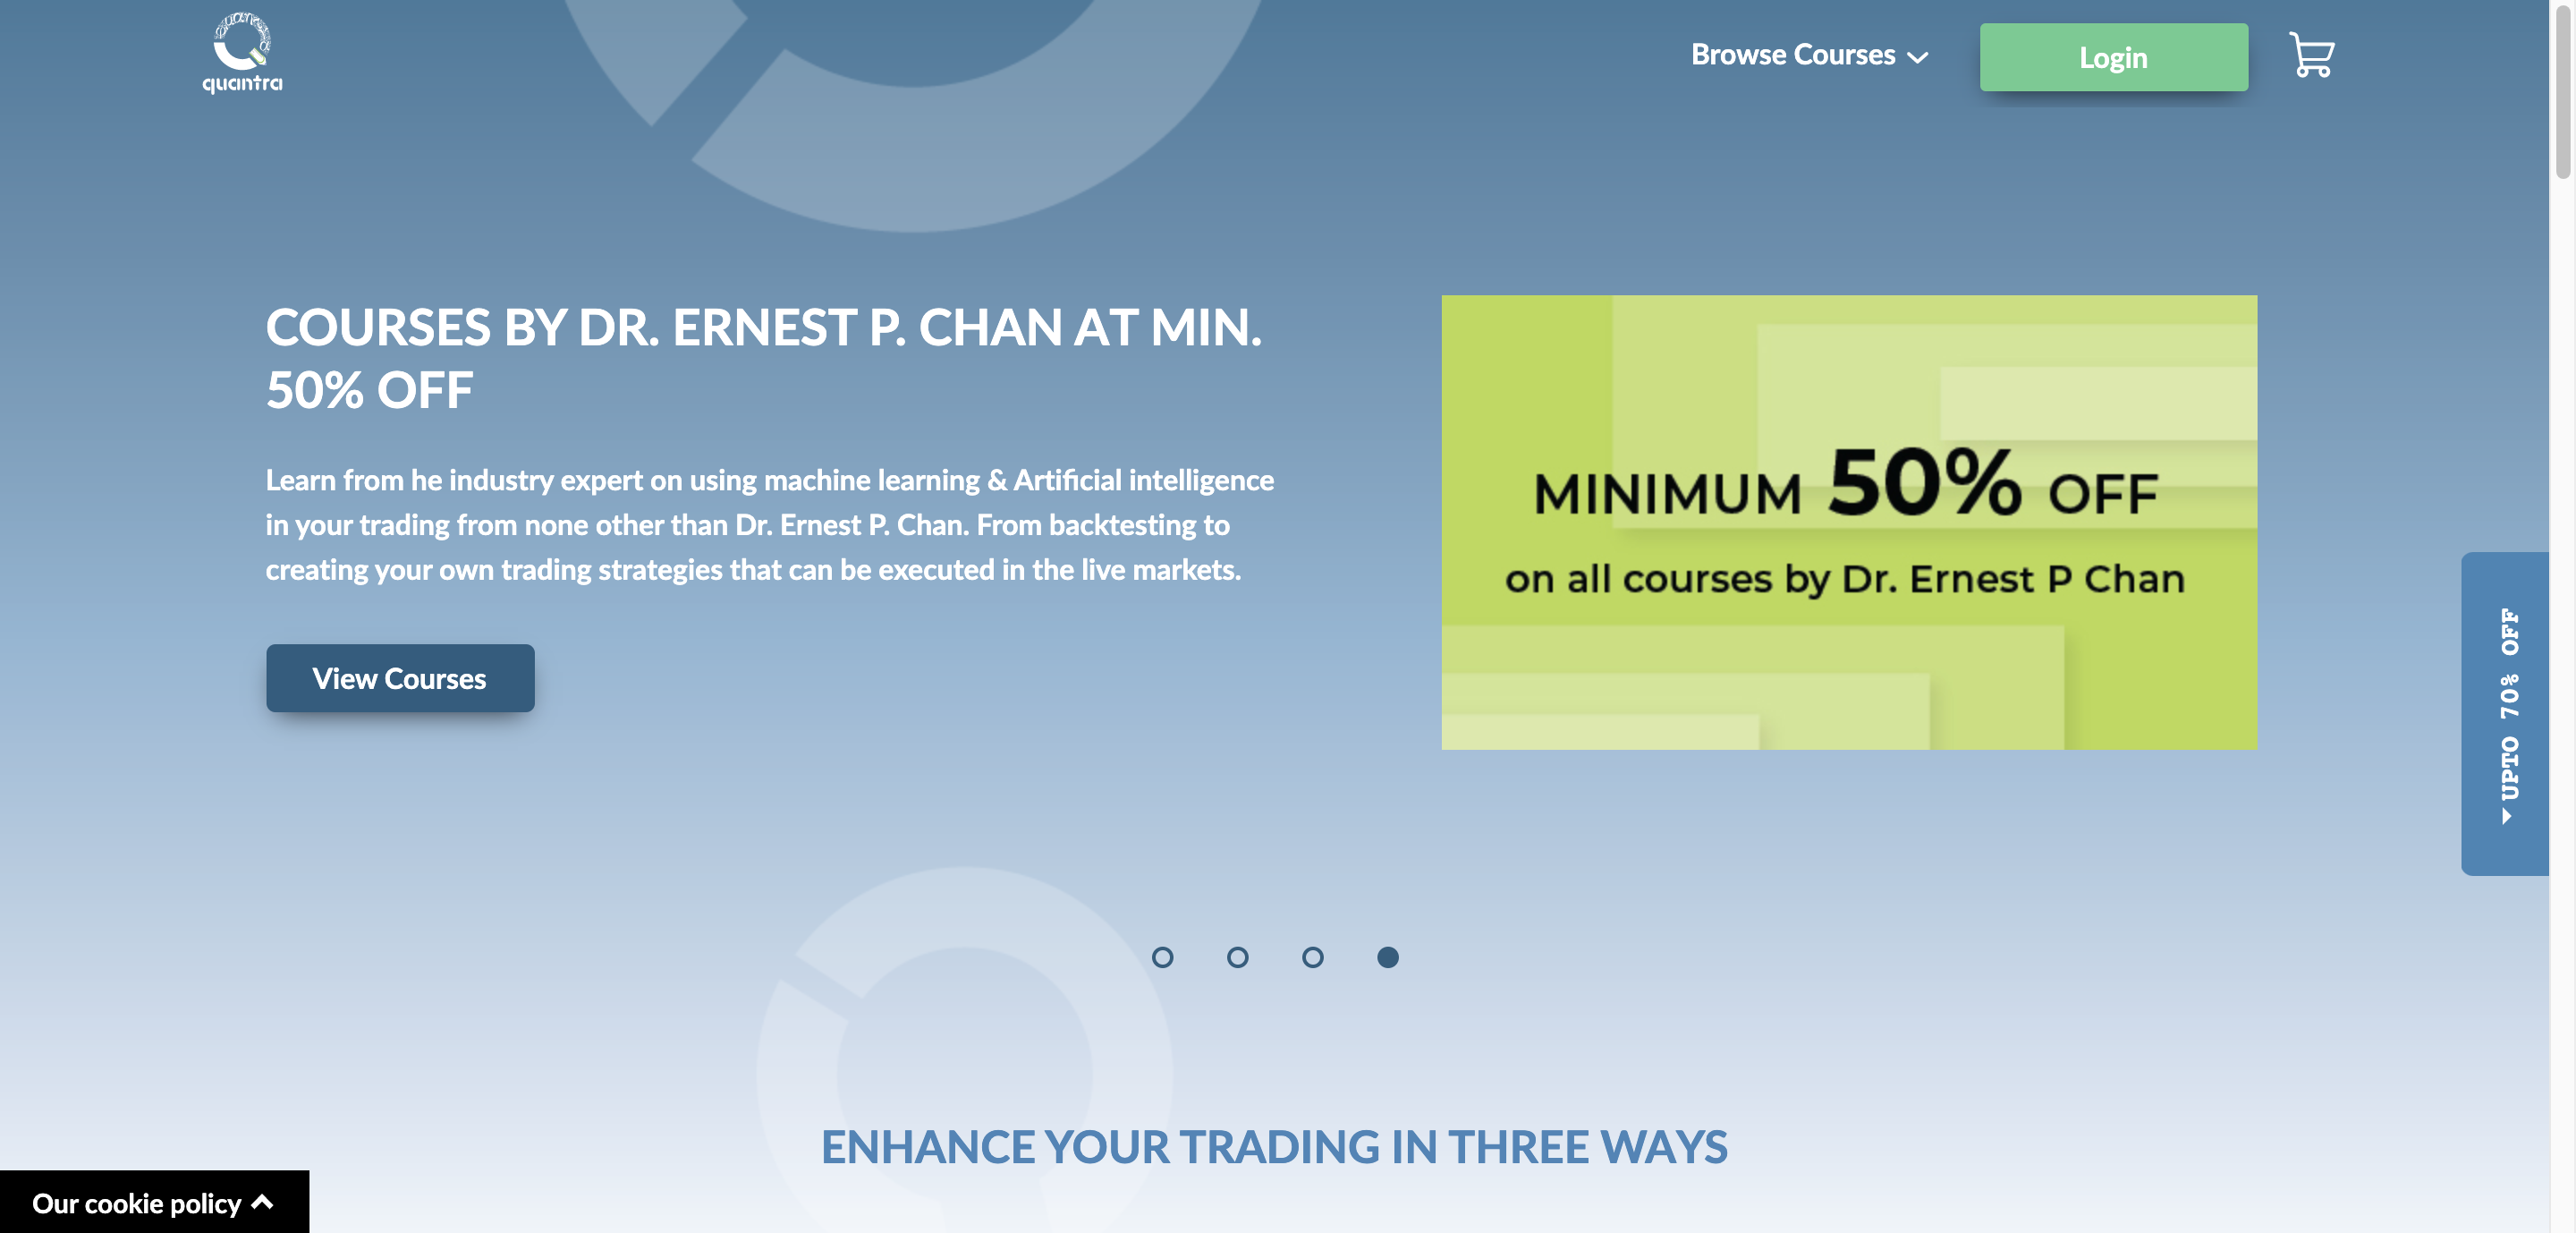 quantra
Browse Courses
Login
COURSES BY DR. ERNEST P. CHAN AT MIN.
50% OFF
Learn from he industry expert on using machine learning & Artificial intelligence
in your trading from none other than Dr. Ernest P. Chan. From backtesting to
creating your own trading strategies that can be executed in the live markets.
View Courses
MINIMUM 50% OFF
on all courses by Dr. Ernest P Chan
UPTO 70% OFF
ENHANCE YOUR TRADING IN THREE WAYS
Our cookie policy